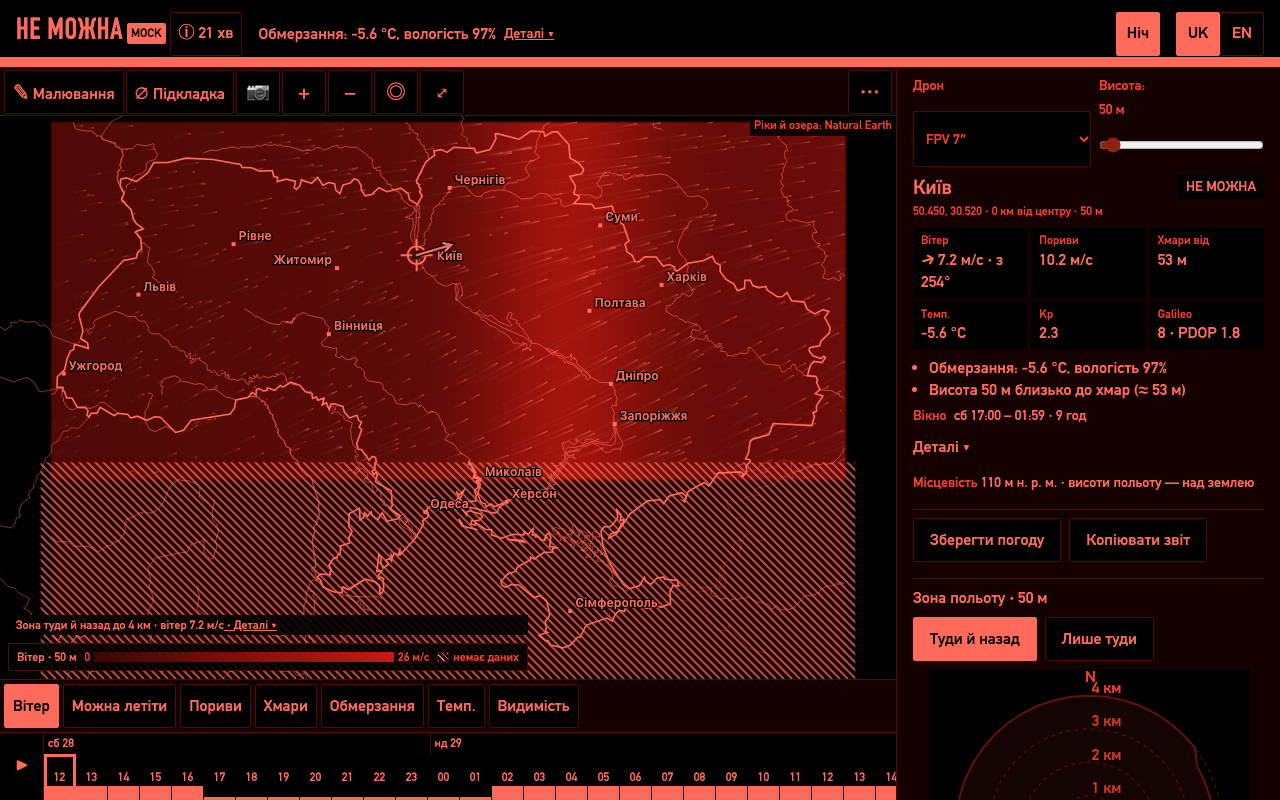 НЕ МОЖНА МОСК ⓘ 21 хв Обмерзання: -5.6 °C, вологість 97% Деталі ▾ Ніч UK EN
✎ Малювання ∅ Підкладка + − ◎ ⤢ ⋯
Ріки й озера: Natural Earth
Чернігів
Суми
Рівне
Житомир
Київ
Харків
Львів
Полтава
Вінниця
Ужгород
Дніпро
Запоріжжя
Миколаїв
Херсон
Одеса
Сімферополь
Зона туди й назад до 4 км · вітер 7.2 м/с · Деталі ▾
Вітер · 50 м 0 26 м/с немає даних
Вітер Можна летіти Пориви Хмари Обмерзання Темп. Видимість
сб 28 нд 29
▶ 12 13 14 15 16 17 18 19 20 21 22 23 00 01 02 03 04 05 06 07 08 09 10 11 12 13 14
Дрон Висота:
50 м
FPV 7″
Київ НЕ МОЖНА
50.450, 30.520 · 0 км від центру · 50 м
Вітер Пориви Хмари від
➔ 7.2 м/с · з 10.2 м/с 53 м
254°
Темп. Kp Galileo
-5.6 °C 2.3 8 · PDOP 1.8
• Обмерзання: -5.6 °C, вологість 97%
• Висота 50 м близько до хмар (≈ 53 м)
Вікно сб 17:00 – 01:59 · 9 год
Деталі ▾
Місцевість 110 м н. р. м. · висоти польоту — над землею
Зберегти погоду Копіювати звіт
Зона польоту · 50 м
Туди й назад Лише туди
N
4 км
3 км
2 км
1 км